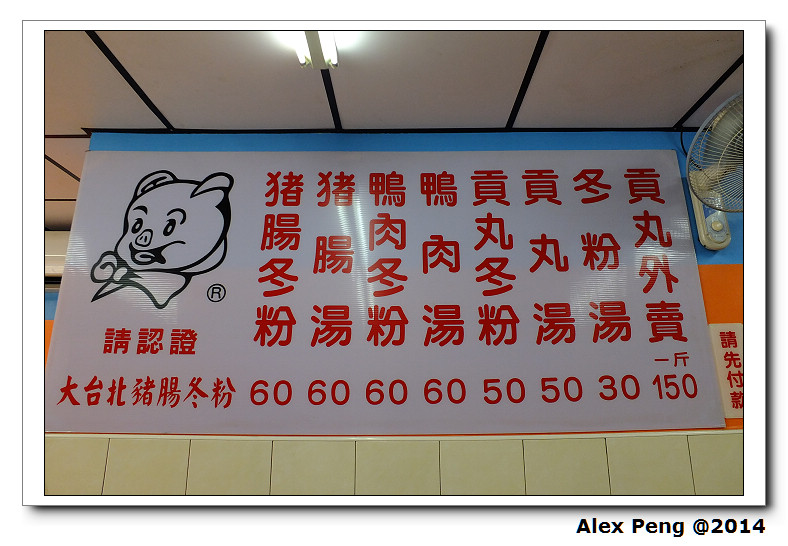 猪腸冬粉
猪腸湯
鴨肉冬粉
鴨肉湯
貢丸冬粉
貢丸湯
冬粉湯
貢丸外賣
一斤
®
請認證
大台北豬腸冬粉
60 60 60 60 50 50 30 150
請先付款
Alex Peng @2014